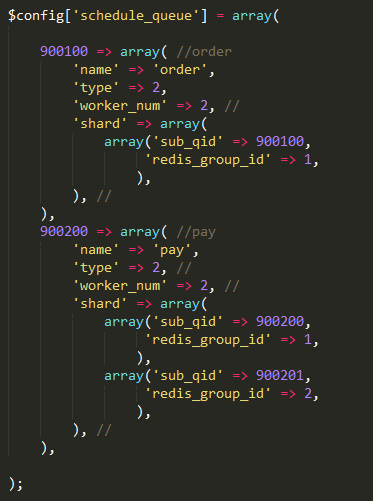 $config['schedule_queue'] = array(
900100 => array( //order
'name' => 'order',
'type' => 2,
'worker_num' => 2, //
'shard' => array(
array('sub_qid' => 900100,
'redis_group_id' => 1,
),
), //
),
900200 => array( //pay
'name' => 'pay',
'type' => 2, //
'worker_num' => 2, //
'shard' => array(
array('sub_qid' => 900200,
'redis_group_id' => 1,
),
array('sub_qid' => 900201,
'redis_group_id' => 2,
),
), //
),
);